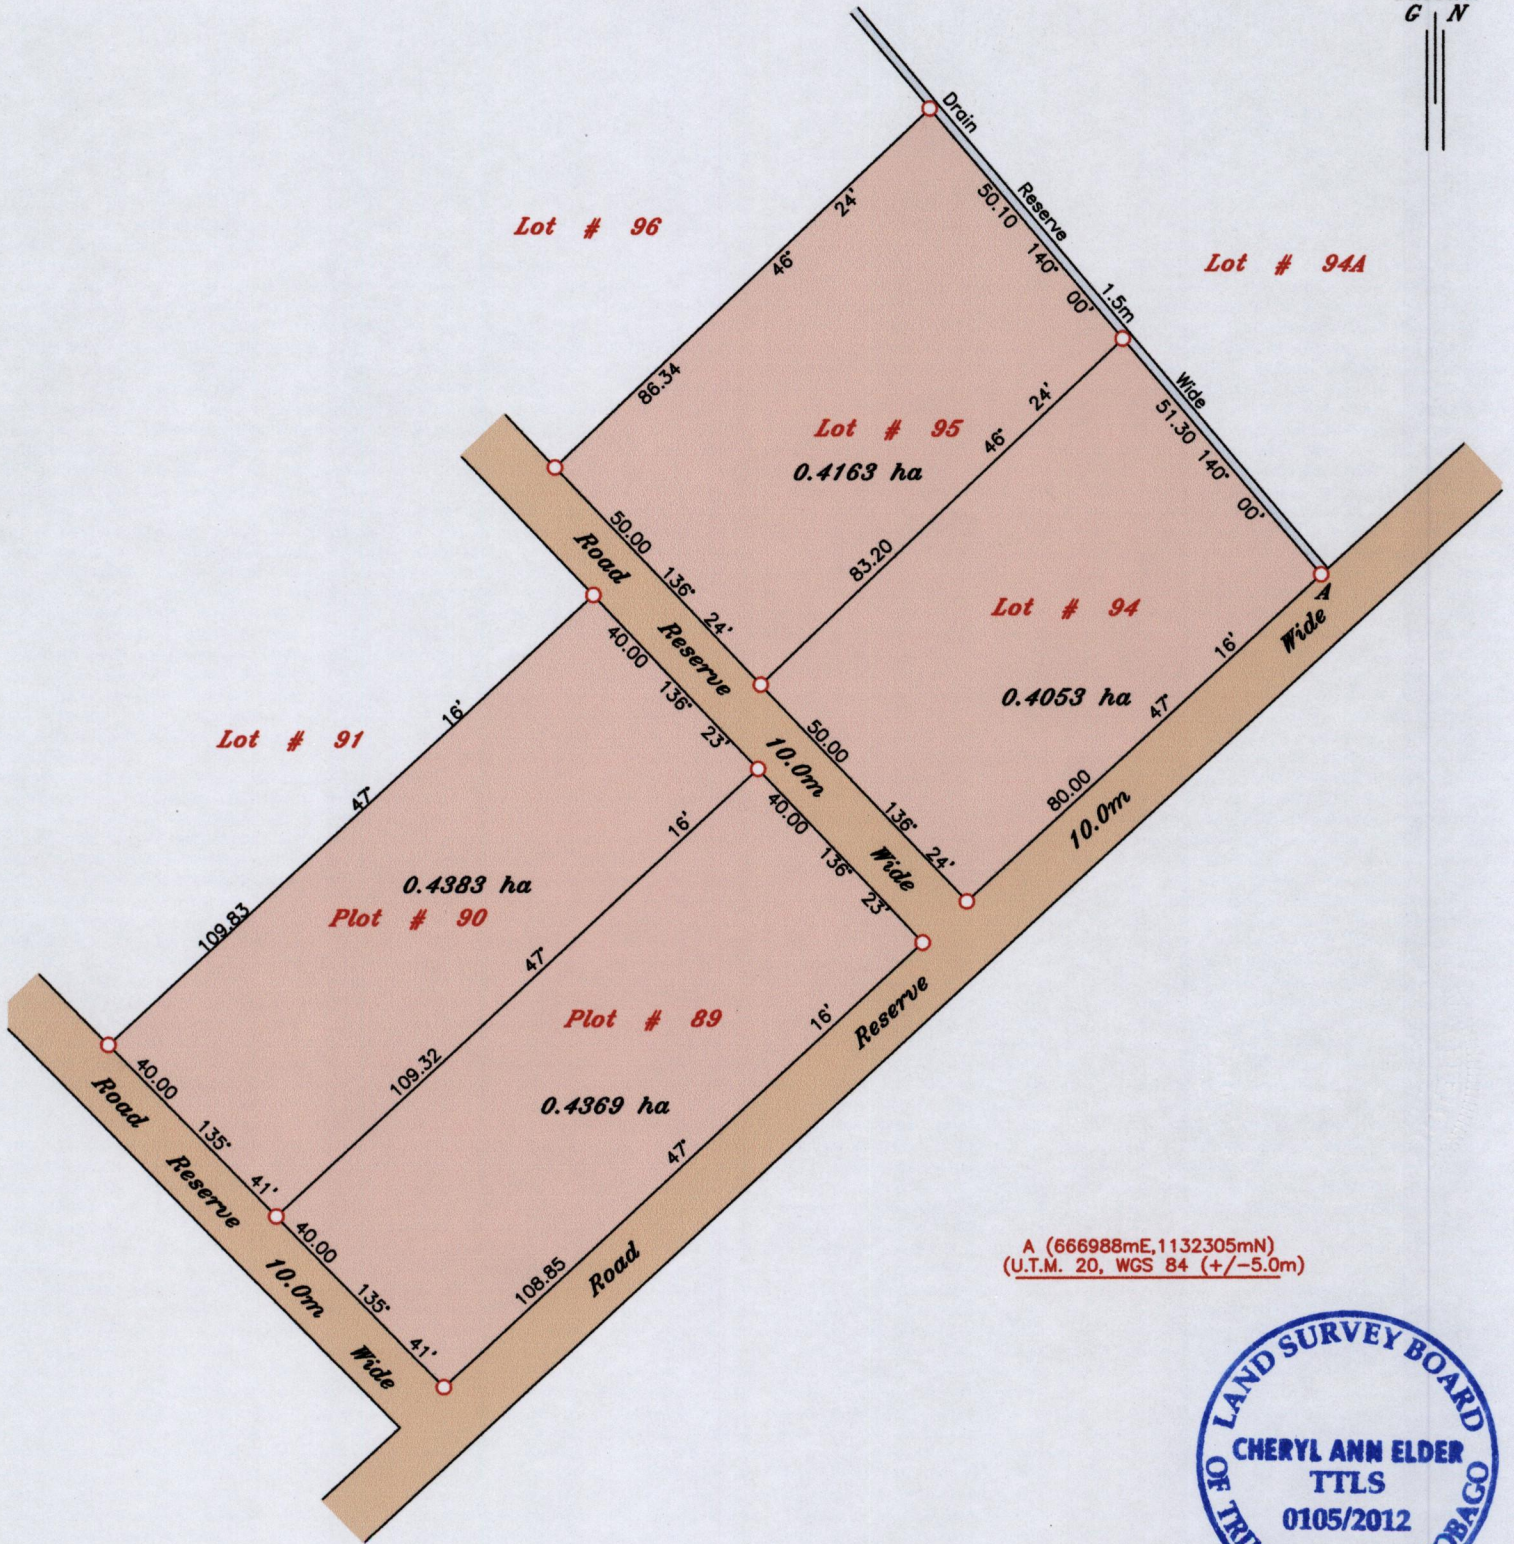 G N
Drain Reserve 1.5m Wide
Lot # 96
24'
46°
86.34
50.10 140° 00'
Lot # 94A
Lot # 95
0.4163 ha
24'
46°
83.20
51.30 140° 00'
50.00 136° 24'
Road Reserve 10.0m Wide
40.00 136° 23'
Lot # 94
0.4053 ha
A
16'
47°
80.00
50.00 136° 24'
Lot # 91
16'
47°
109.83
0.4383 ha
Plot # 90
16'
47°
109.32
40.00 136° 23'
Plot # 89
0.4369 ha
16'
47°
108.85
Wide
10.0m
Reserve
Road
40.00 135° 41'
40.00 135° 41'
Road Reserve 10.0m Wide
A (666988mE,1132305mN)
(U.T.M. 20, WGS 84 (+/-5.0m)
LAND SURVEY BOARD
CHERYL ANN ELDER
TTLS
0105/2012
OF